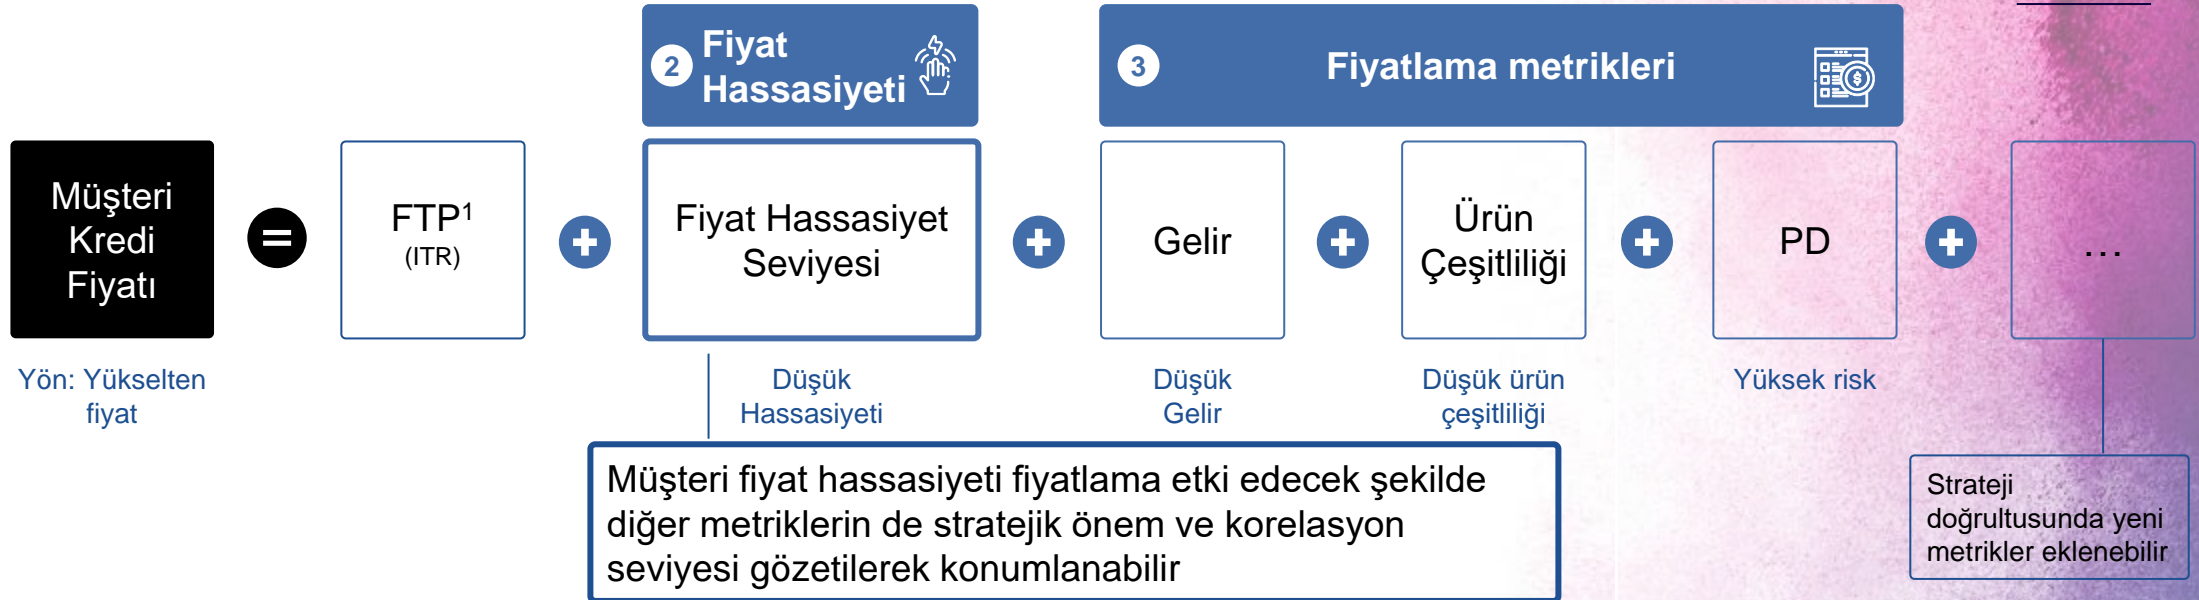 2
Fiyat
Hassasiyeti
3
Fiyatlama metrikleri
Müşteri
Kredi
Fiyatı
=
FTP¹
(ITR)
+
Fiyat Hassasiyet
Seviyesi
+
Gelir
+
Ürün
Çeşitliliği
+
PD
+
...
Yön: Yükselten
fiyat
Düşük
Hassasiyeti
Düşük
Gelir
Düşük ürün
çeşitliliği
Yüksek risk
Müşteri fiyat hassasiyeti fiyatlama etki edecek şekilde
diğer metriklerin de stratejik önem ve korelasyon
seviyesi gözetilerek konumlanabilir
Strateji
doğrultusunda yeni
metrikler eklenebilir